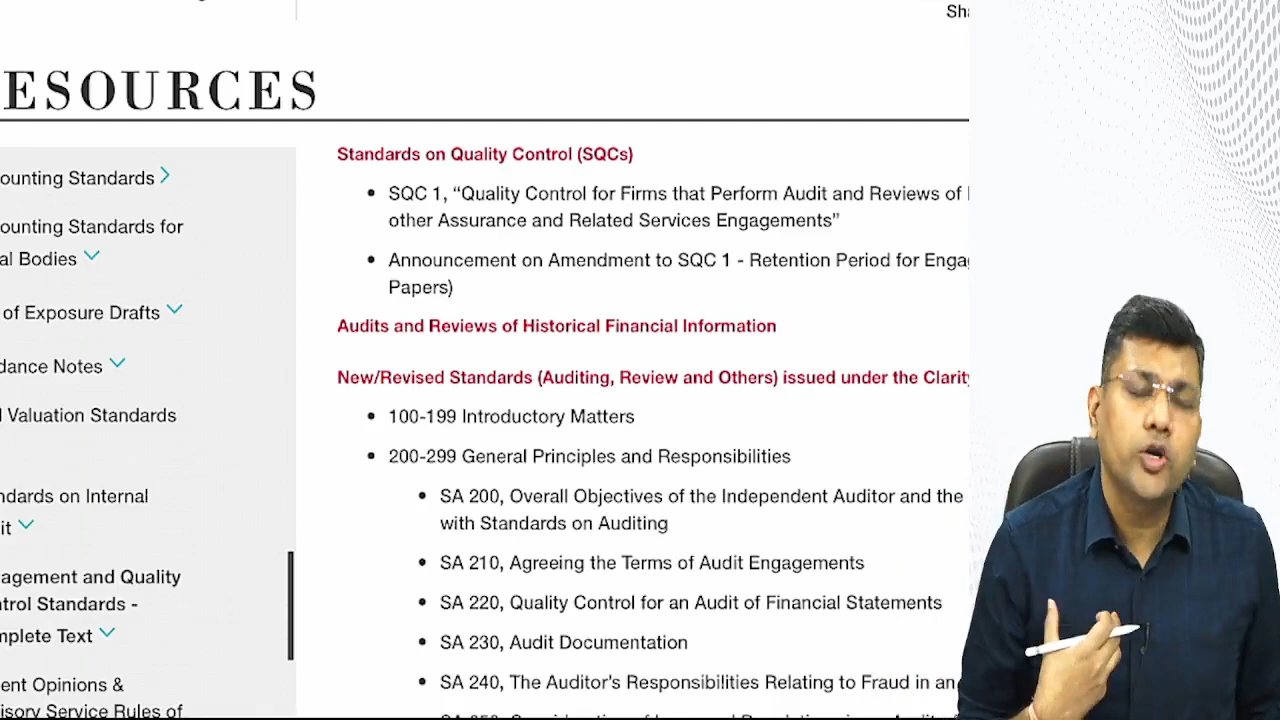 Sha
ESOURCES
ounting Standards
ounting Standards for
al Bodies
of Exposure Drafts
dance Notes
l Valuation Standards
ndards on Internal
it
agement and Quality
trol Standards -
mplete Text
ent Opinions &
isory Service Rules of
Standards on Quality Control (SQCs)
• SQC 1, “Quality Control for Firms that Perform Audit and Reviews of
other Assurance and Related Services Engagements”
• Announcement on Amendment to SQC 1 - Retention Period for Enga
Papers)
Audits and Reviews of Historical Financial Information
New/Revised Standards (Auditing, Review and Others) issued under the Clarity
• 100-199 Introductory Matters
• 200-299 General Principles and Responsibilities
• SA 200, Overall Objectives of the Independent Auditor and the
with Standards on Auditing
• SA 210, Agreeing the Terms of Audit Engagements
• SA 220, Quality Control for an Audit of Financial Statements
• SA 230, Audit Documentation
• SA 240, The Auditor's Responsibilities Relating to Fraud in an